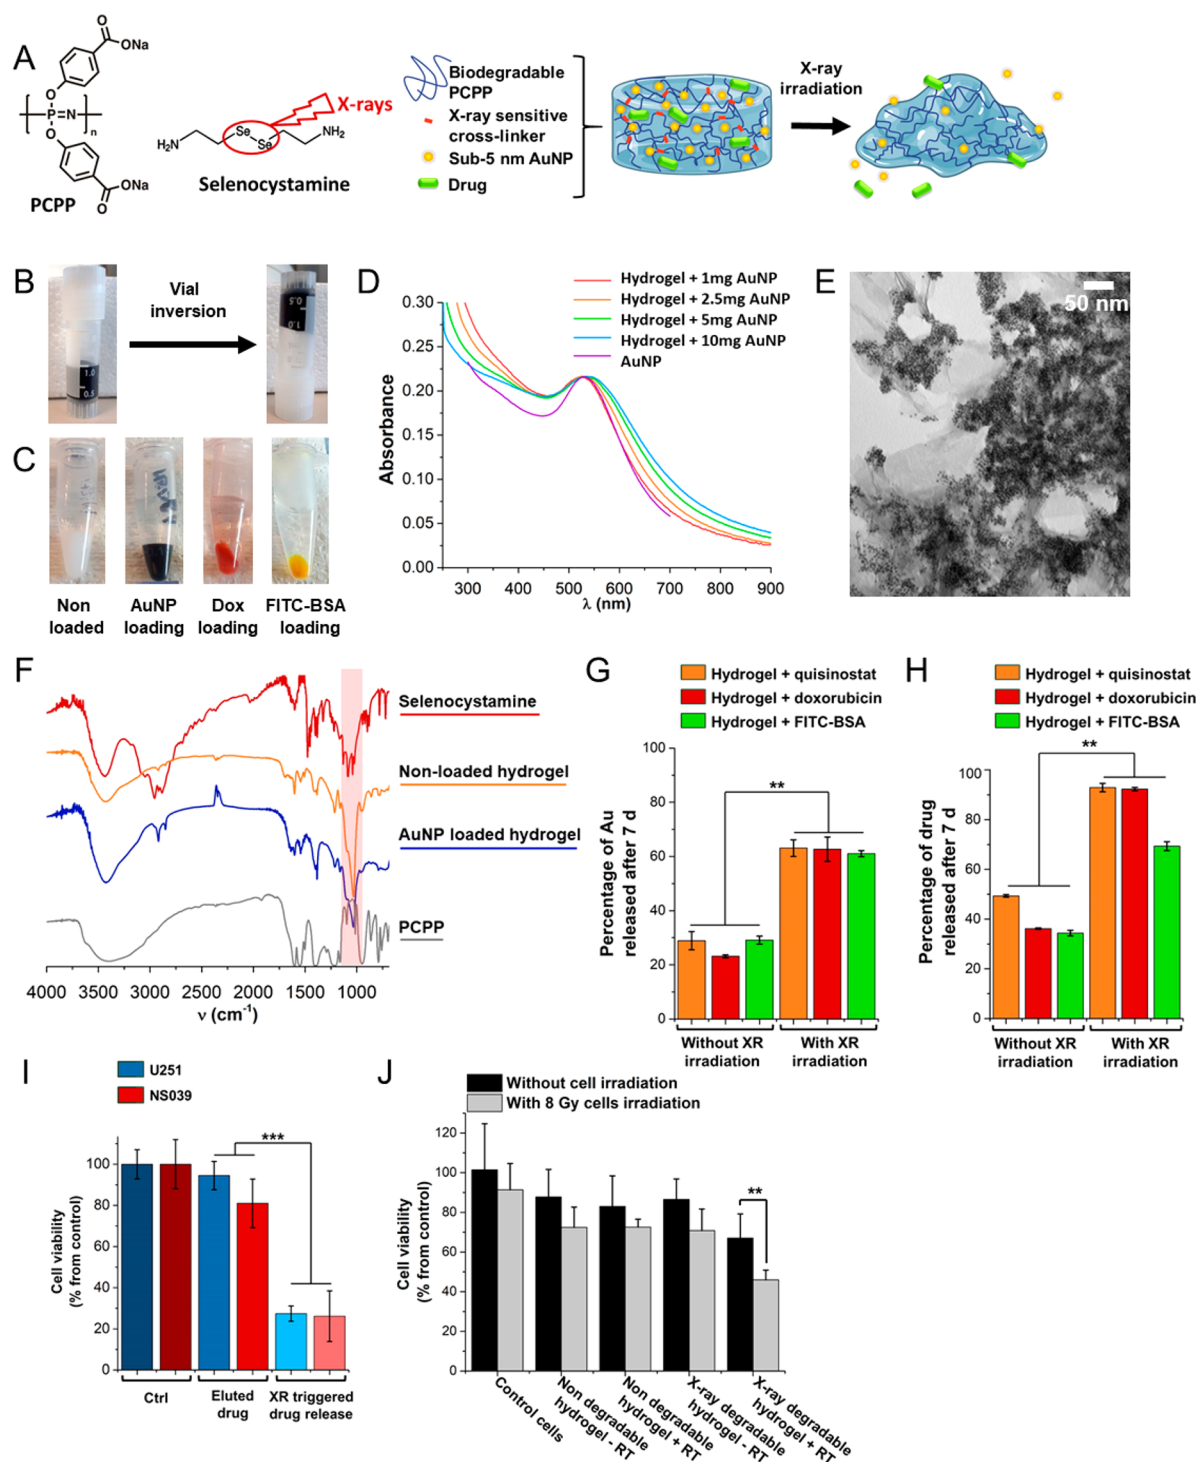 A
O
ONa
O
P=N
n
O
O
ONa
PCPP
X-rays
H₂N
Se
Se
NH₂
Selenocystamine
Biodegradable
PCPP
X-ray sensitive
cross-linker
Sub-5 nm AuNP
Drug
X-ray
irradiation
B
Vial
inversion
1.0
0.5
0.5
1.0
C
Non
loaded
AuNP
loading
Dox
loading
FITC-BSA
loading
D
Hydrogel + 1mg AuNP
Hydrogel + 2.5mg AuNP
Hydrogel + 5mg AuNP
Hydrogel + 10mg AuNP
AuNP
Absorbance
0.30
0.25
0.20
0.15
0.10
0.05
0.00
300 400 500 600 700 800 900
λ (nm)
E
50 nm
F
Selenocystamine
Non-loaded hydrogel
AuNP loaded hydrogel
PCPP
4000 3500 3000 2500 2000 1500 1000
ν (cm⁻¹)
G
Hydrogel + quisinostat
Hydrogel + doxorubicin
Hydrogel + FITC-BSA
Percentage of Au
released after 7 d
100
80
60
40
20
0
**
Without XR
irradiation
With XR
irradiation
H
Hydrogel + quisinostat
Hydrogel + doxorubicin
Hydrogel + FITC-BSA
Percentage of drug
released after 7 d
100
80
60
40
20
0
**
Without XR
irradiation
With XR
irradiation
I
U251
NS039
Cell viability
(% from control)
100
80
60
40
20
0
***
Ctrl
Eluted
drug
XR triggered
drug release
J
Without cell irradiation
With 8 Gy cells irradiation
Cell viability
(% from control)
120
100
80
60
40
20
0
**
Control cells
Non degradable
hydrogel - RT
Non degradable
hydrogel + RT
X-ray degradable
hydrogel - RT
X-ray degradable
hydrogel + RT